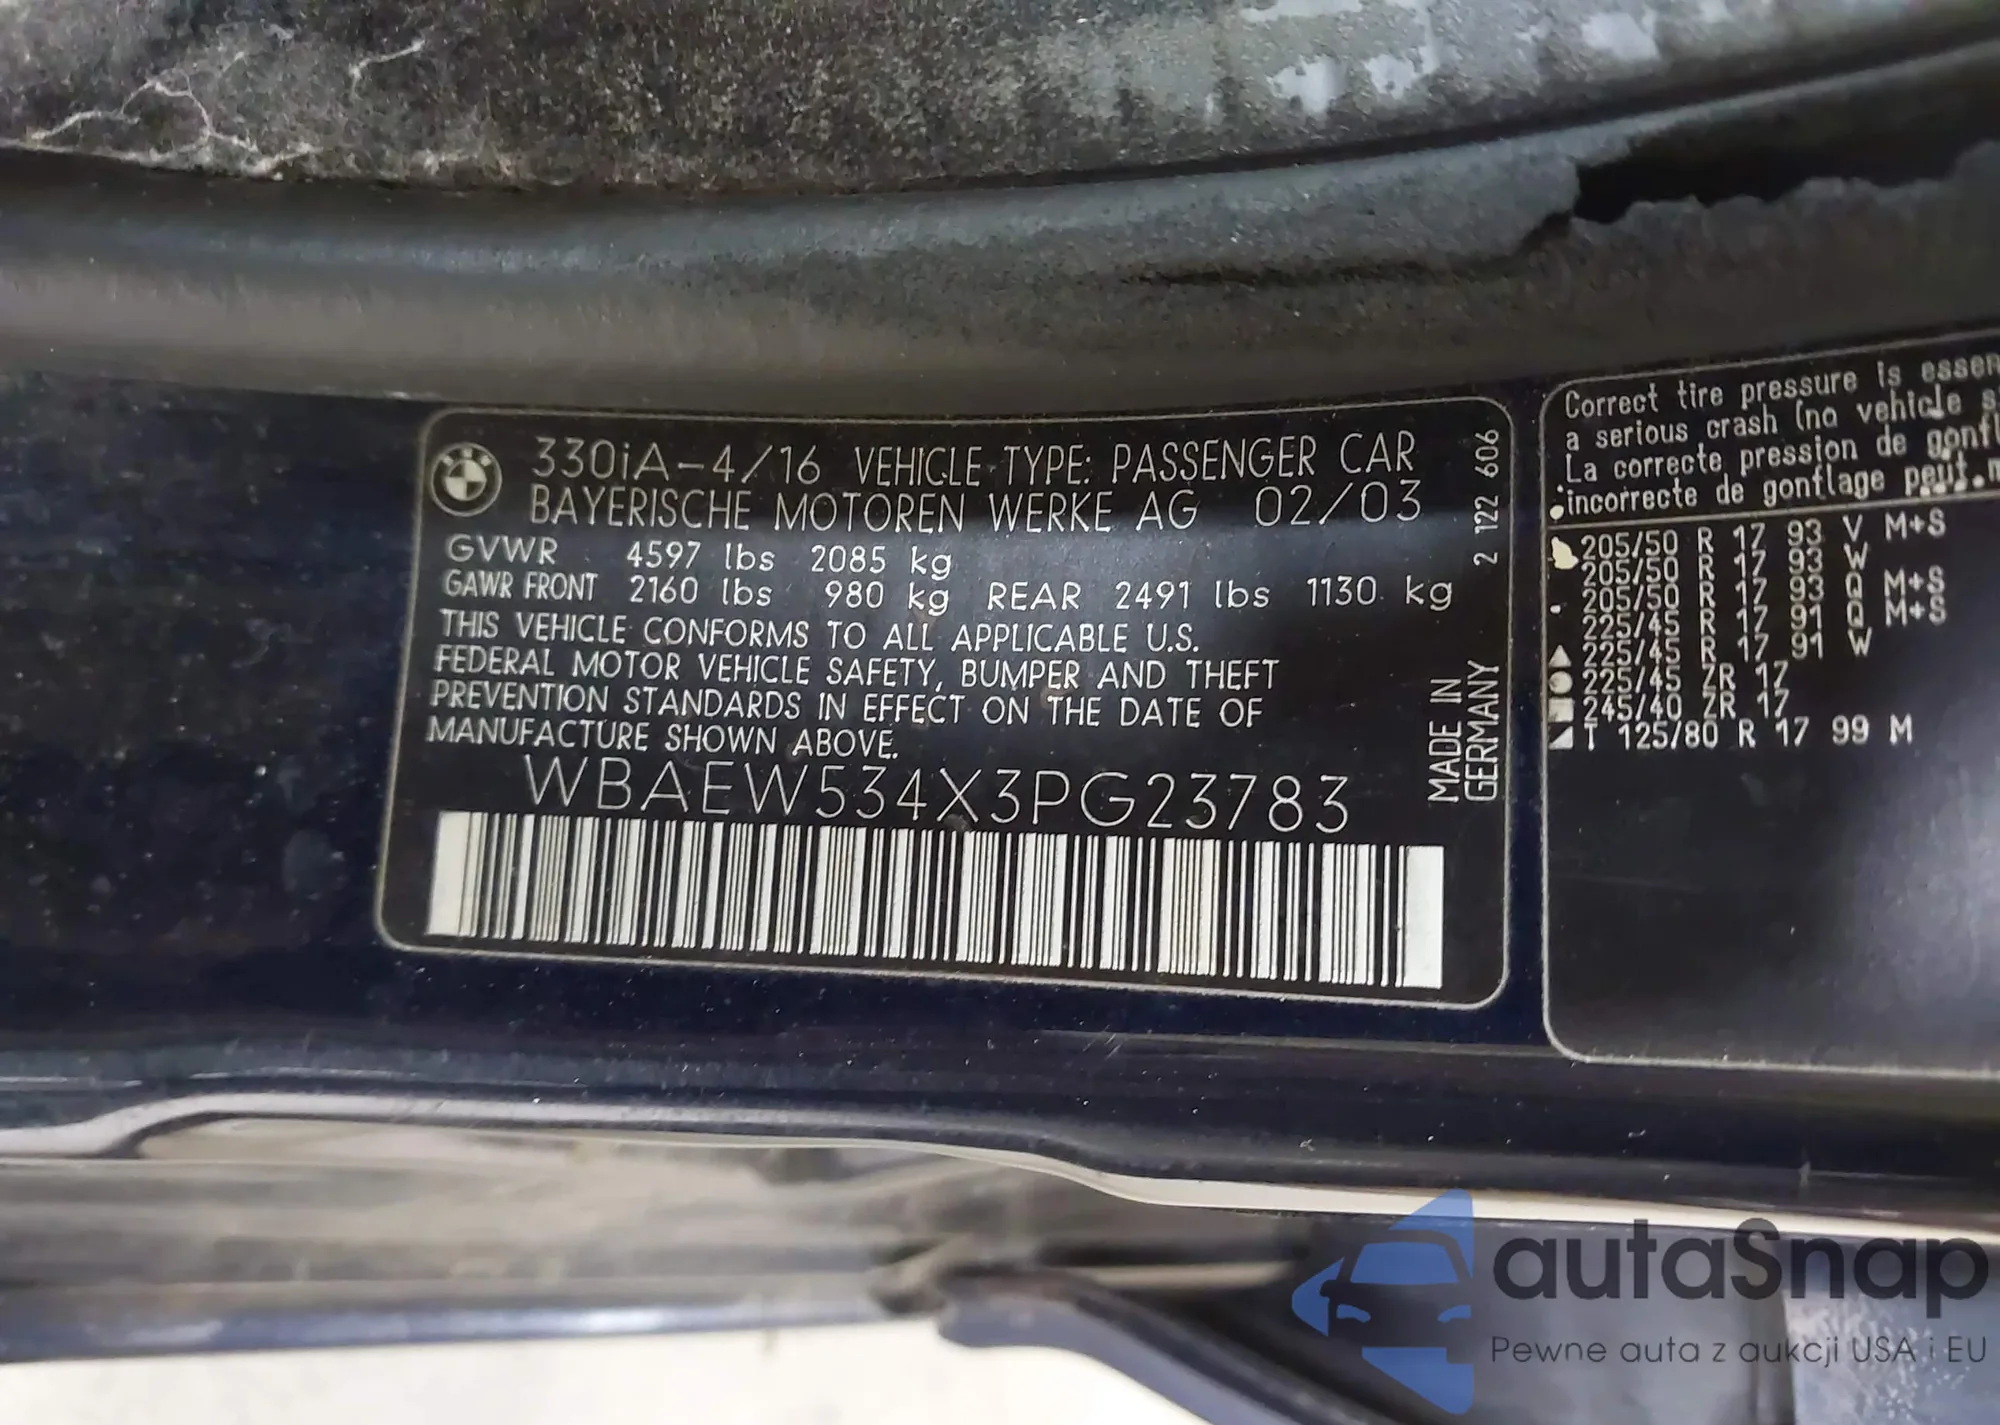 330iA-4/16 VEHICLE TYPE: PASSENGER CAR
BAYERISCHE MOTOREN WERKE AG 02/03
GVWR 4597 lbs 2085 kg
GAWR FRONT 2160 lbs 980 kg REAR 2491 lbs 1130 kg
THIS VEHICLE CONFORMS TO ALL APPLICABLE U.S.
FEDERAL MOTOR VEHICLE SAFETY, BUMPER AND THEFT
PREVENTION STANDARDS IN EFFECT ON THE DATE OF
MANUFACTURE SHOWN ABOVE.
WBAEW534X3PG23783
2 122 606
MADE IN
GERMANY
Correct tire pressure is essen
a serious crash (no vehicle s
La correcte pression de gonfl
incorrecte de gonflage peut.m
205/50 R 17 93 V M+S
205/50 R 17 93 W
205/50 R 17 93 Q M+S
225/45 R 17 91 Q M+S
225/45 R 17 91 W
225/45 ZR 17
245/40 ZR 17
T 125/80 R 17 99 M
autaSnap
Pewne auta z aukcji USA i EU